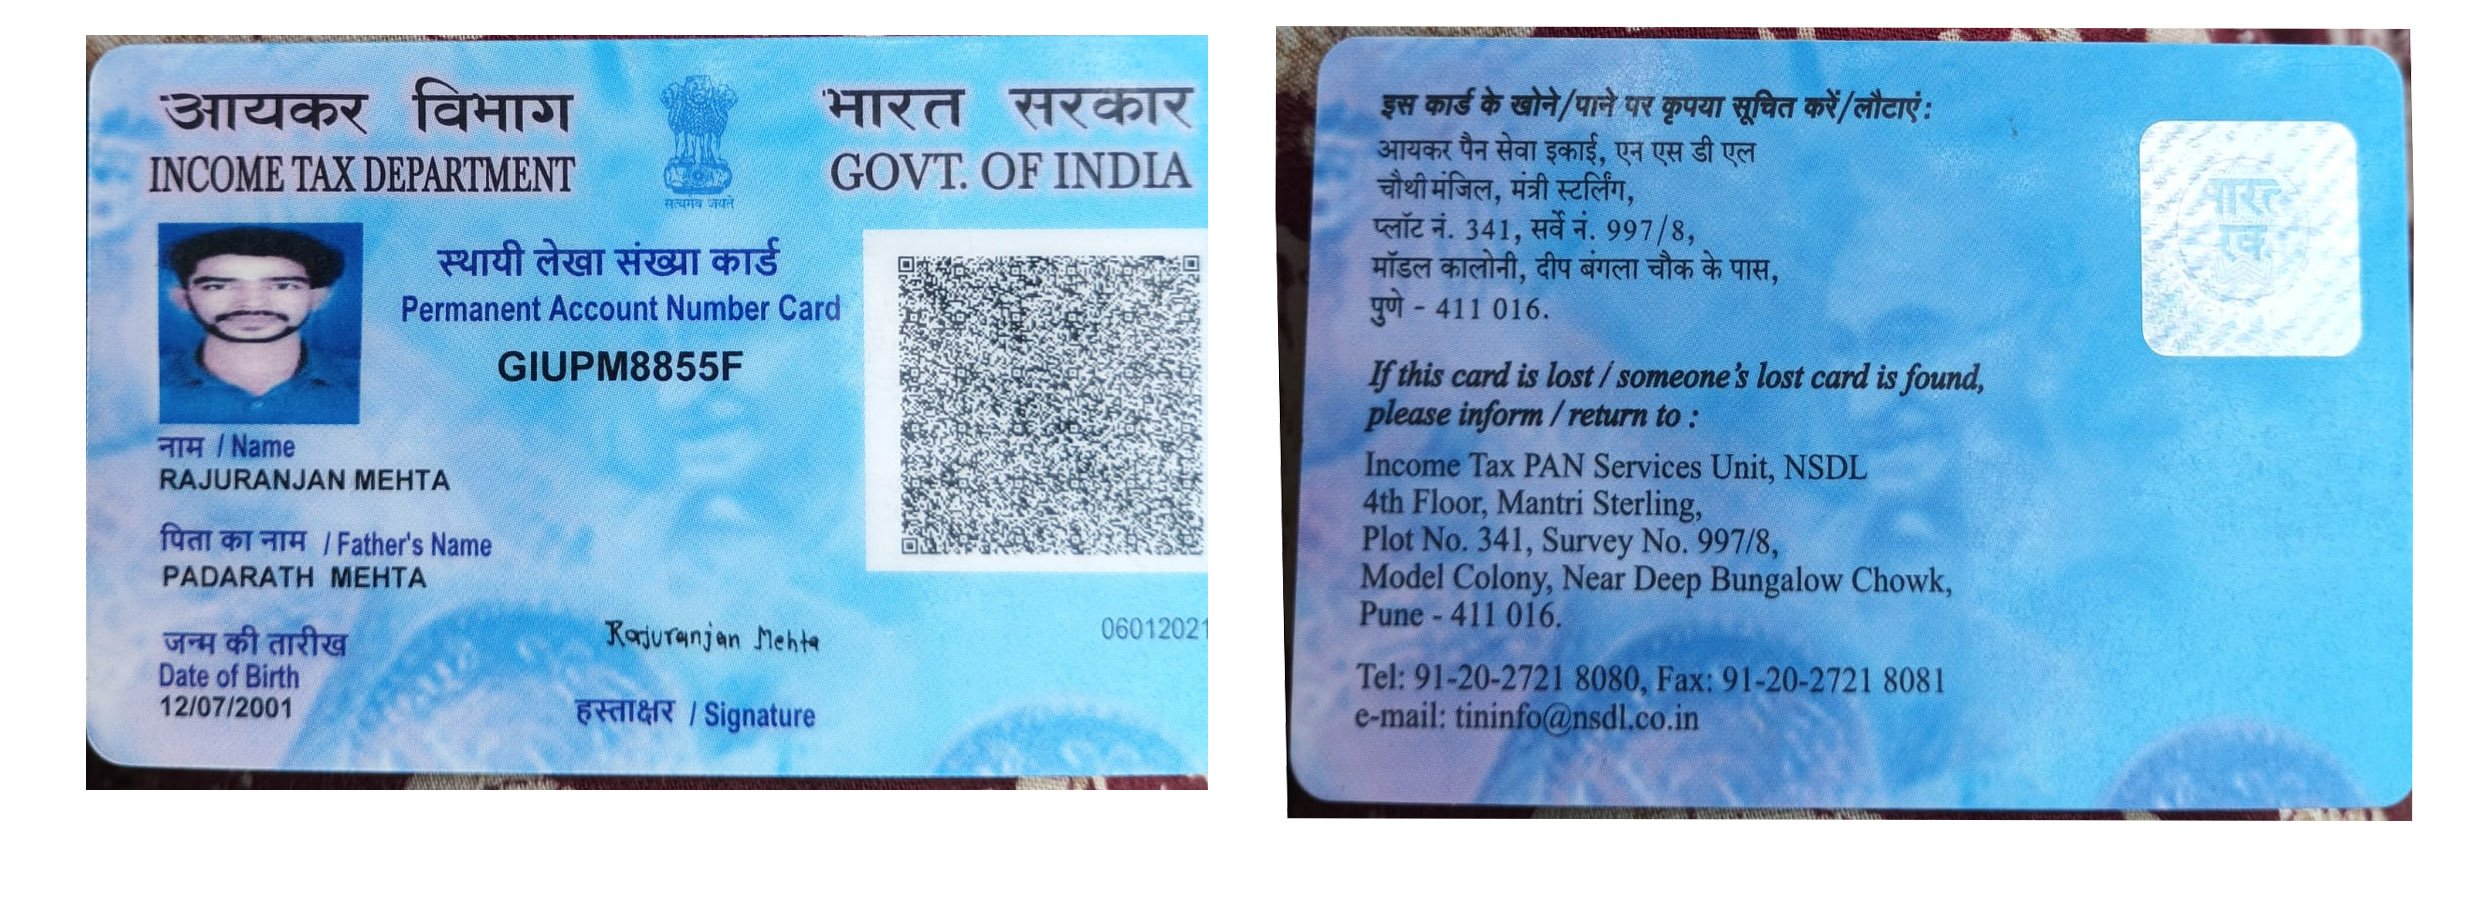 आयकर विभाग
INCOME TAX DEPARTMENT
सत्यमेव जयते
भारत सरकार
GOVT. OF INDIA
स्थायी लेखा संख्या कार्ड
Permanent Account Number Card
GIUPM8855F
नाम / Name
RAJURANJAN MEHTA
पिता का नाम / Father's Name
PADARATH MEHTA
जन्म की तारीख
Date of Birth
12/07/2001
Rajuranjan Mehta
हस्ताक्षर / Signature
06012021
इस कार्ड के खोने/पाने पर कृपया सूचित करें/लौटाएं:
आयकर पैन सेवा इकाई, एन एस डी एल
चौथी मंजिल, मंत्री स्टर्लिंग,
प्लॉट नं. 341, सर्वे नं. 997/8,
मॉडल कालोनी, दीप बंगला चौक के पास,
पुणे - 411 016.
If this card is lost / someone's lost card is found,
please inform / return to :
Income Tax PAN Services Unit, NSDL
4th Floor, Mantri Sterling,
Plot No. 341, Survey No. 997/8,
Model Colony, Near Deep Bungalow Chowk,
Pune - 411 016.
Tel: 91-20-2721 8080, Fax: 91-20-2721 8081
e-mail: tininfo@nsdl.co.in